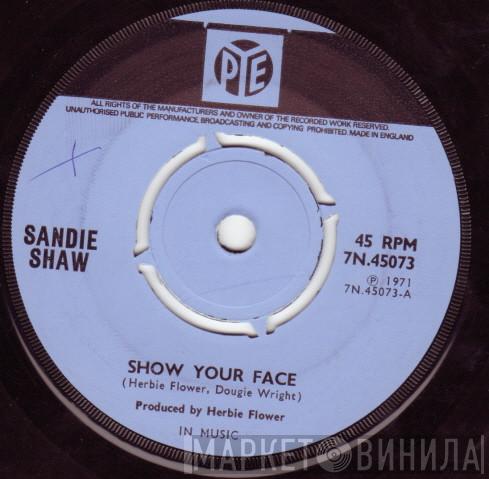 PYE
ALL RIGHTS OF THE MANUFACTURERS AND OWNER OF THE RECORDED WORK RESERVED.
UNAUTHORISED PUBLIC PERFORMANCE, BROADCASTING AND COPYING PROHIBITED. MADE IN ENGLAND
SANDIE
SHAW
45 RPM
7N.45073
Ⓟ 1971
7N.45073-A
SHOW YOUR FACE
(Herbie Flower, Dougie Wright)
Produced by Herbie Flower
IN MUSIC
МАРКЕТ ВИНИЛА